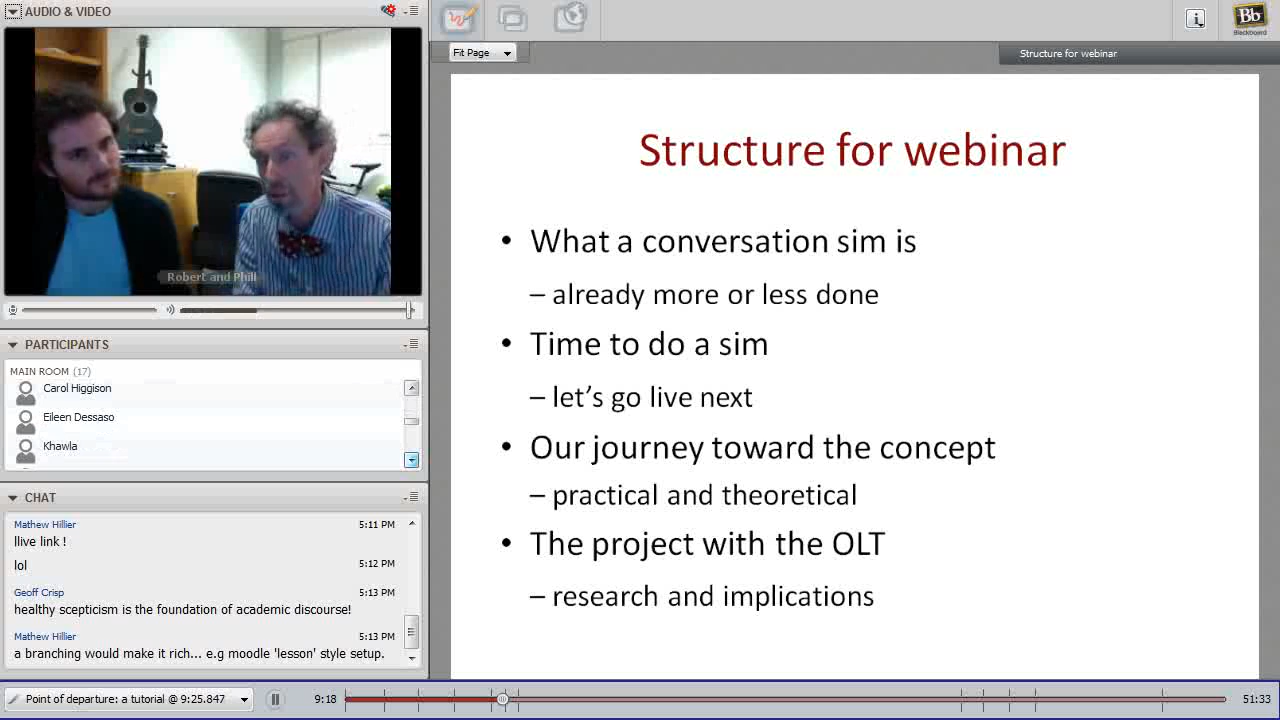 AUDIO & VIDEO
Robert and Phili
PARTICIPANTS
MAIN ROOM (17)
Carol Higgison
Eileen Dessaso
Khawla
CHAT
Mathew Hillier 5:11 PM
llive link !
lol 5:12 PM
Geoff Crisp 5:13 PM
healthy scepticism is the foundation of academic discourse!
Mathew Hillier 5:13 PM
a branching would make it rich... e.g moodle 'lesson' style setup.
Point of departure: a tutorial @ 9:25.847
9:18
51:33
Bb
Blackboard
Fit Page
Structure for webinar
Structure for webinar
• What a conversation sim is
– already more or less done
• Time to do a sim
– let’s go live next
• Our journey toward the concept
– practical and theoretical
• The project with the OLT
– research and implications